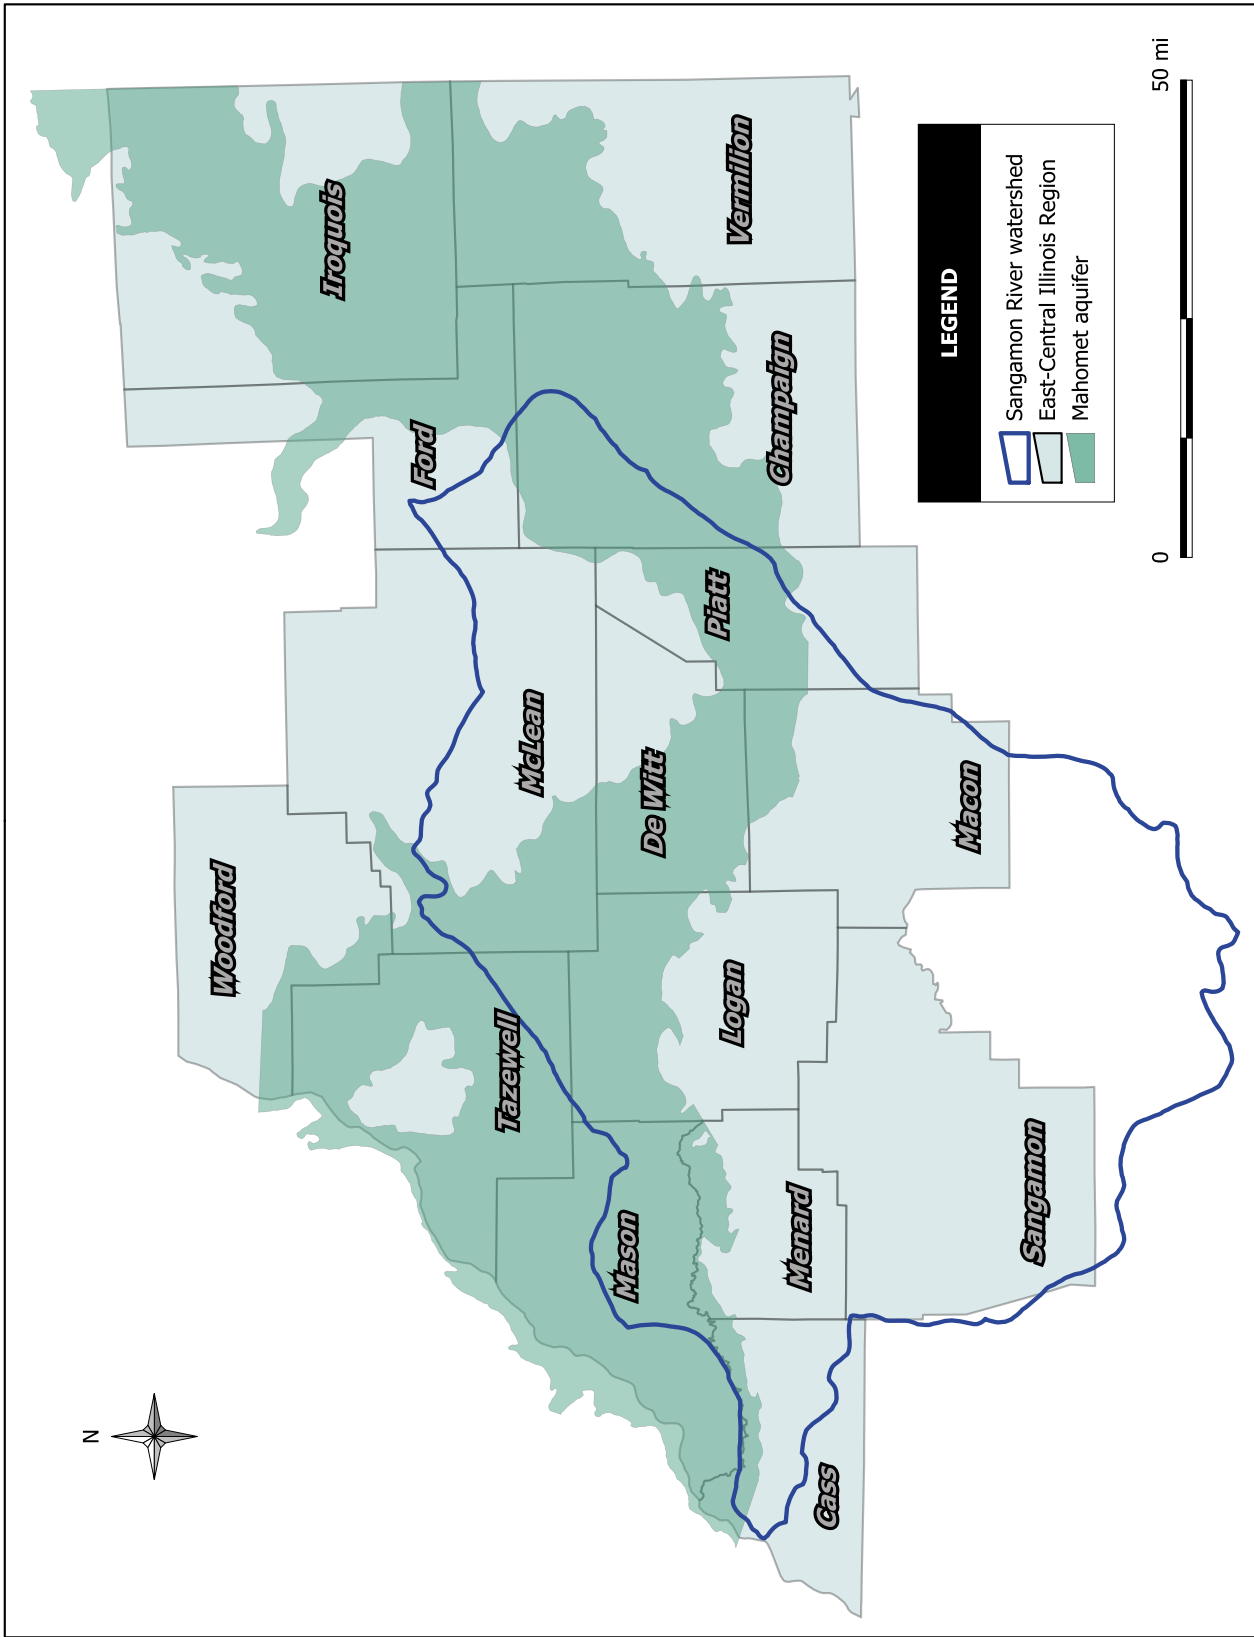 N
Woodford
Iroquois
Ford
McLean
Tazewell
De Witt
Mason
Piatt
Vermilion
Champaign
Logan
Menard
Cass
Macon
Sangamon
LEGEND
Sangamon River watershed
East-Central Illinois Region
Mahomet aquifer
0
50 mi